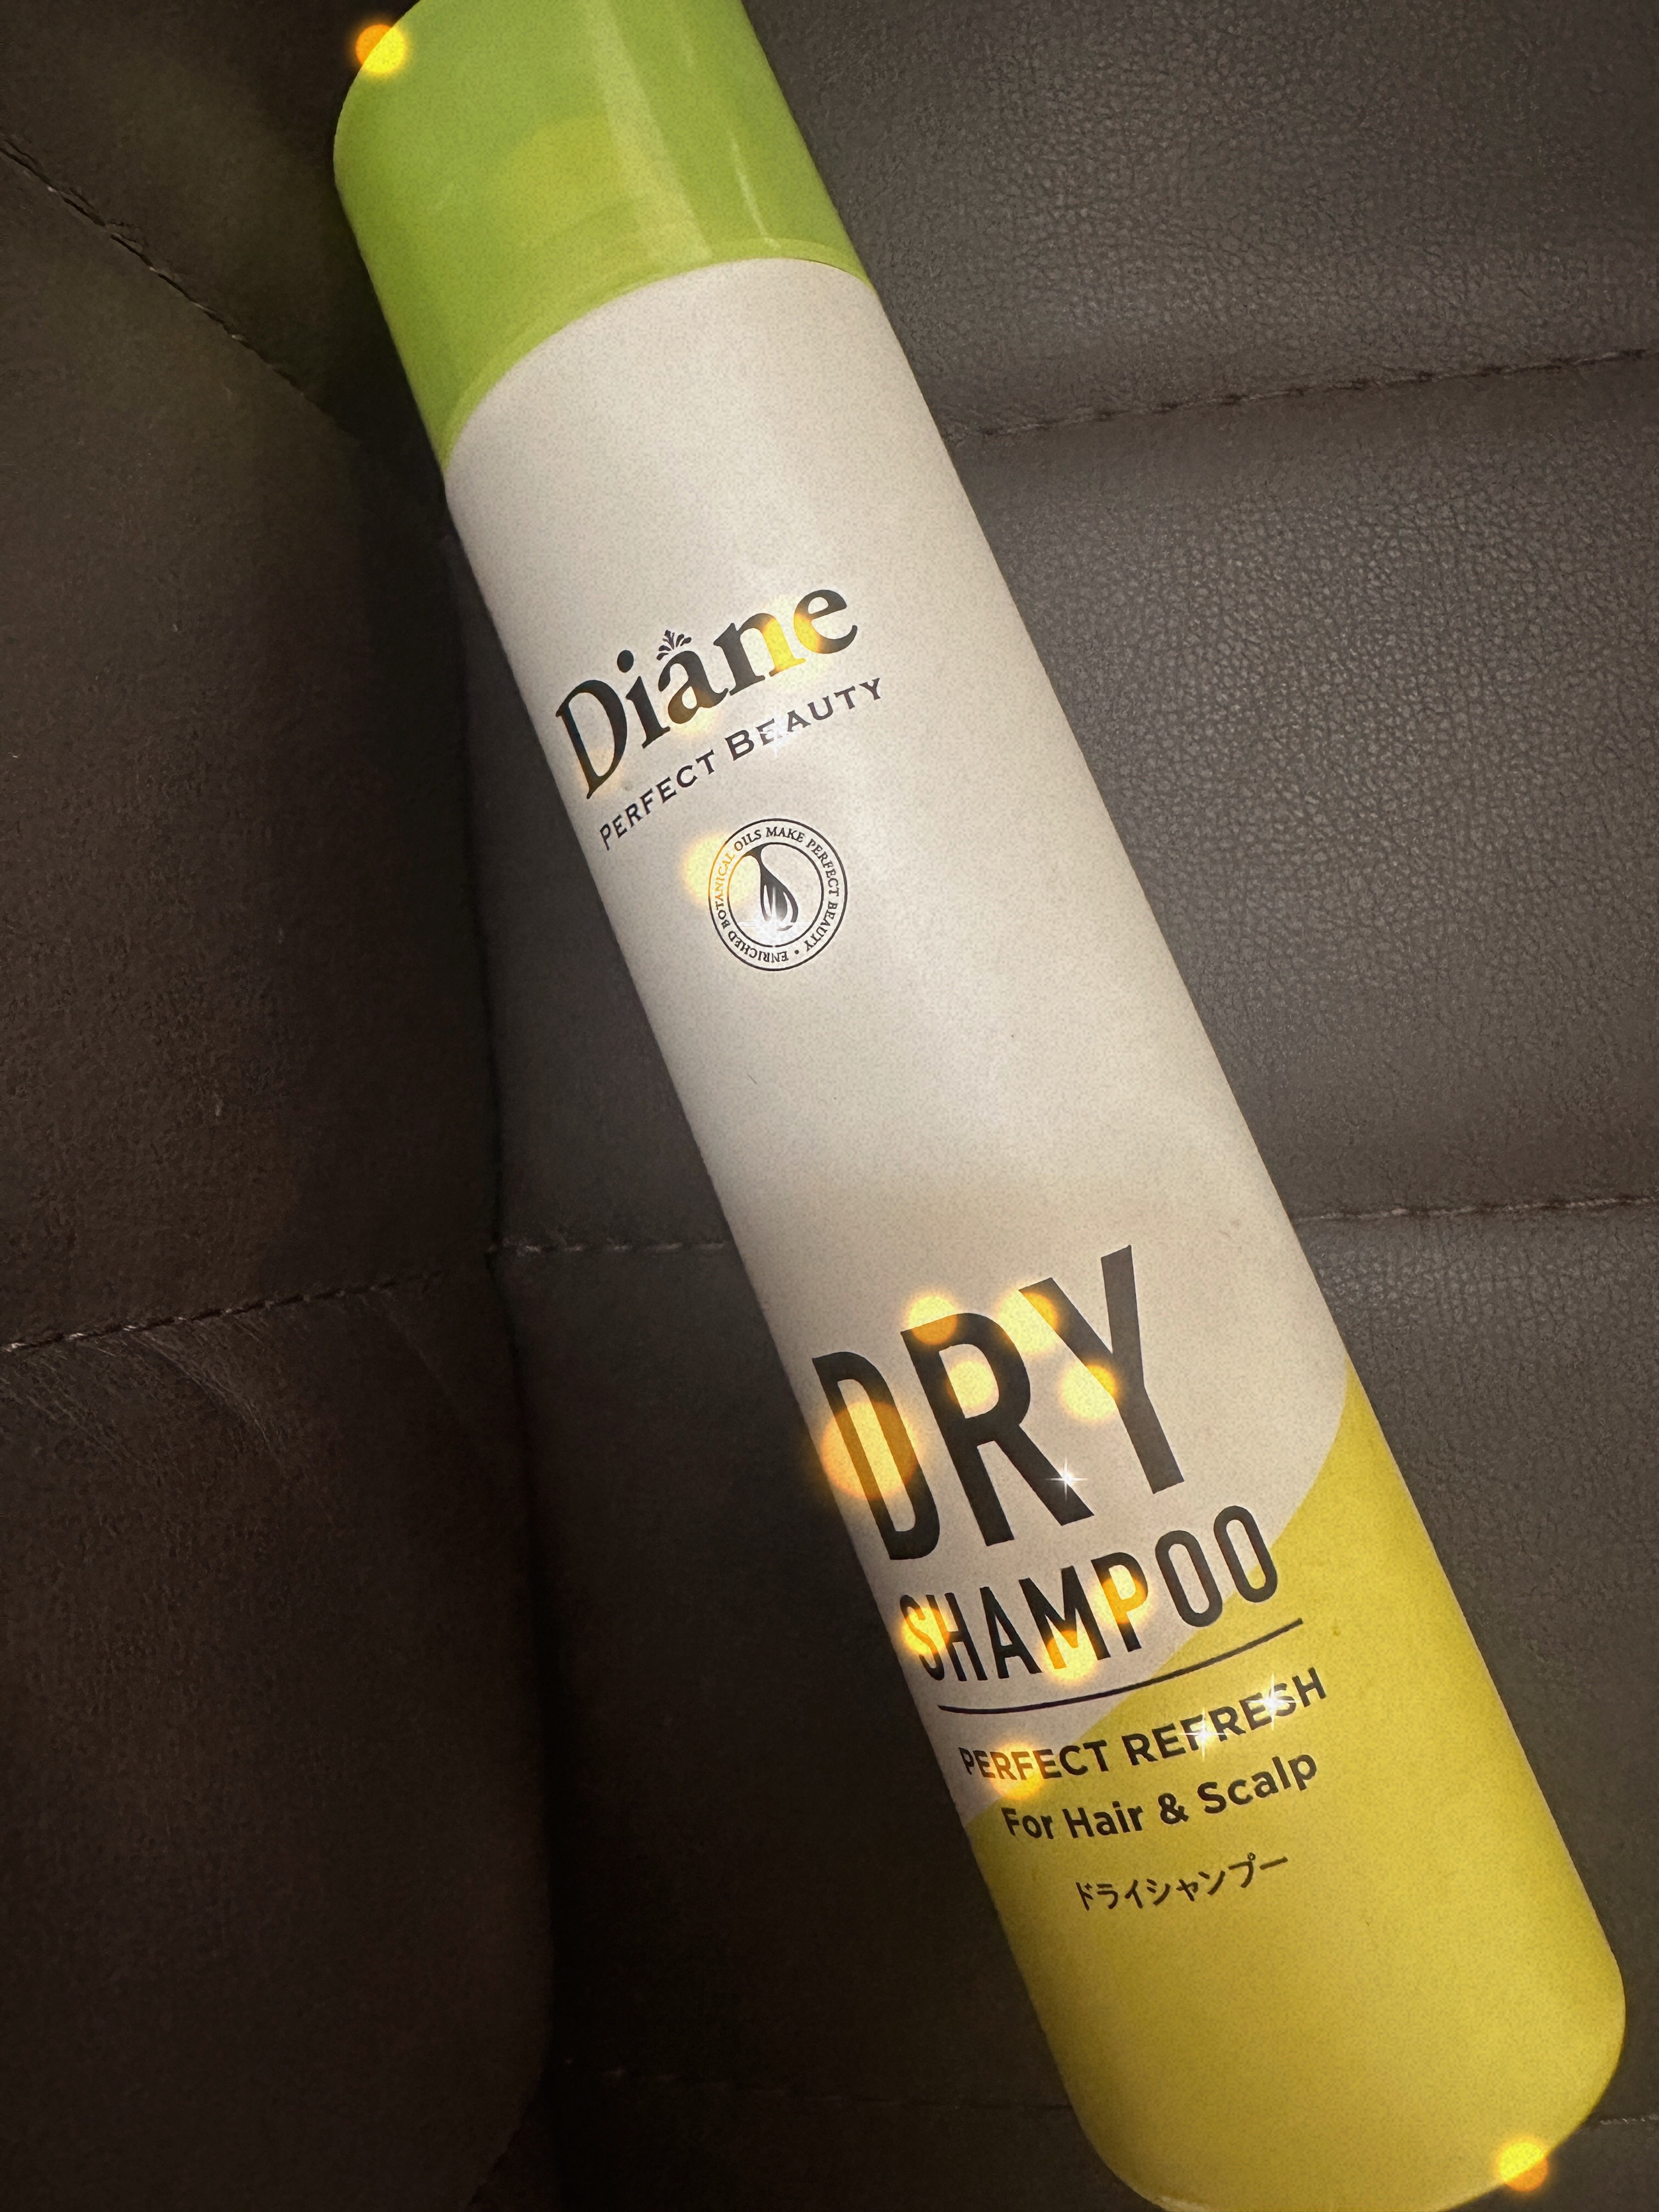 Diane
PERFECT BEAUTY
ENRICHED BOTANICAL OILS MAKE PERFECT BEAUTY •
DRY
SHAMPOO
PERFECT REFRESH
For Hair & Scalp
ドライシャンプー